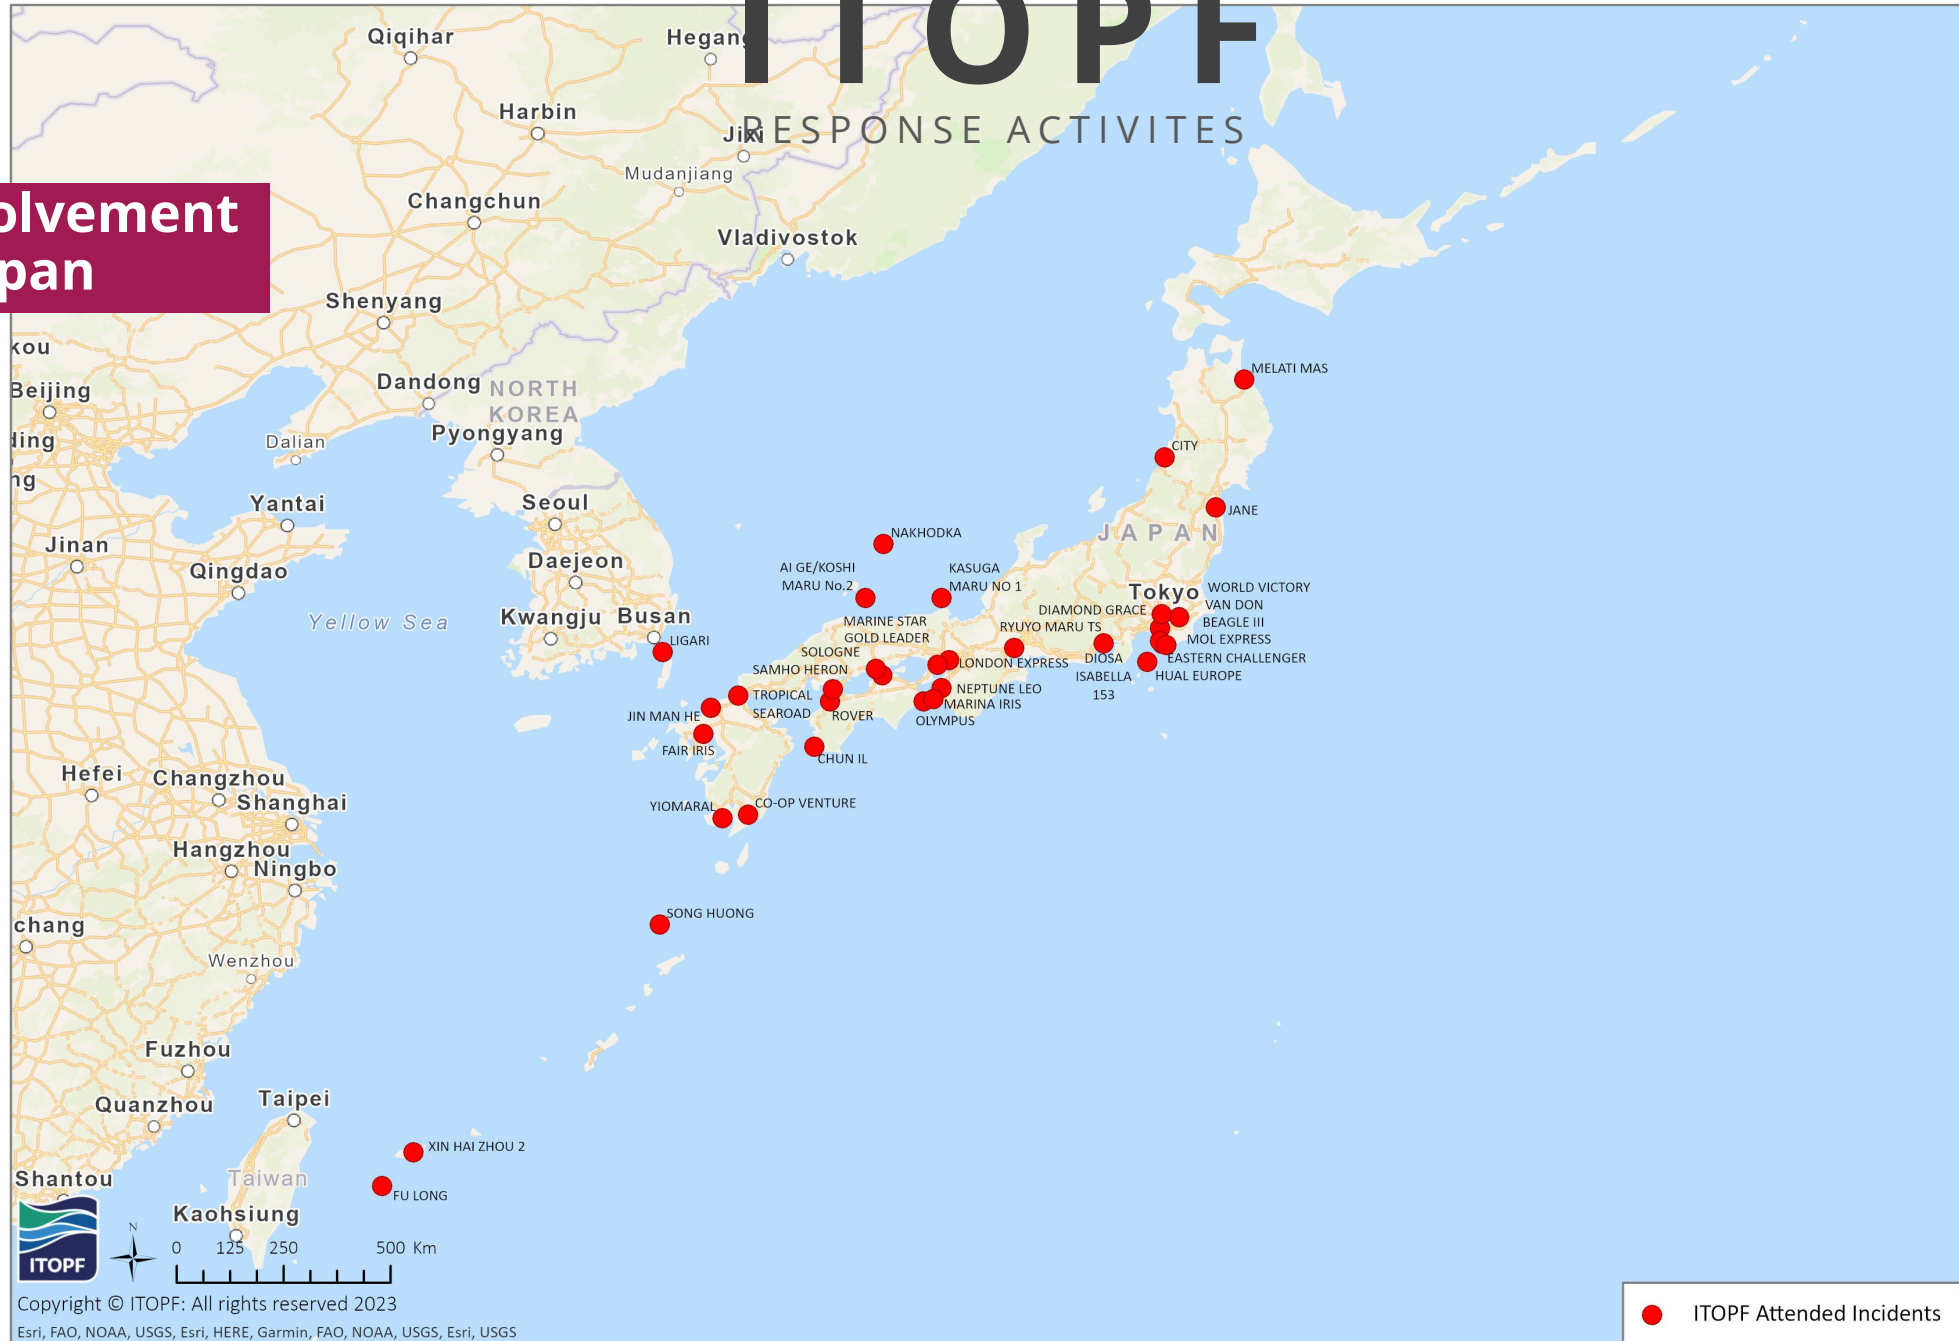 ITOPF
RESPONSE ACTIVITES
olvement
pan
Qiqihar
Hegang
Harbin
Jixi
Mudanjiang
Changchun
Vladivostok
Shenyang
kou
Beijing
ding
ng
Dandong
NORTH
KOREA
Pyongyang
Dalian
Yantai
Seoul
Jinan
Qingdao
Daejeon
Yellow Sea
Kwangju
Busan
LIGARI
MELATI MAS
CITY
JANE
JAPAN
NAKHODKA
AI GE/KOSHI
MARU No.2
KASUGA
MARU NO 1
Tokyo
WORLD VICTORY
VAN DON
BEAGLE III
MOL EXPRESS
EASTERN CHALLENGER
HUAL EUROPE
DIAMOND GRACE
RYUYO MARU TS
DIOSA
ISABELLA
153
MARINE STAR
GOLD LEADER
SOLOGNE
SAMHO HERON
LONDON EXPRESS
NEPTUNE LEO
MARINA IRIS
OLYMPUS
TROPICAL
SEAROAD
ROVER
JIN MAN HE
FAIR IRIS
CHUN IL
YIOMARAL
CO-OP VENTURE
SONG HUONG
Hefei
Changzhou
Shanghai
Hangzhou
Ningbo
chang
Wenzhou
Fuzhou
Quanzhou
Taipei
XIN HAI ZHOU 2
FU LONG
Shantou
Taiwan
Kaohsiung
ITOPF
N
0 125 250 500 Km
Copyright © ITOPF: All rights reserved 2023
Esri, FAO, NOAA, USGS, Esri, HERE, Garmin, FAO, NOAA, USGS, Esri, USGS
ITOPF Attended Incidents